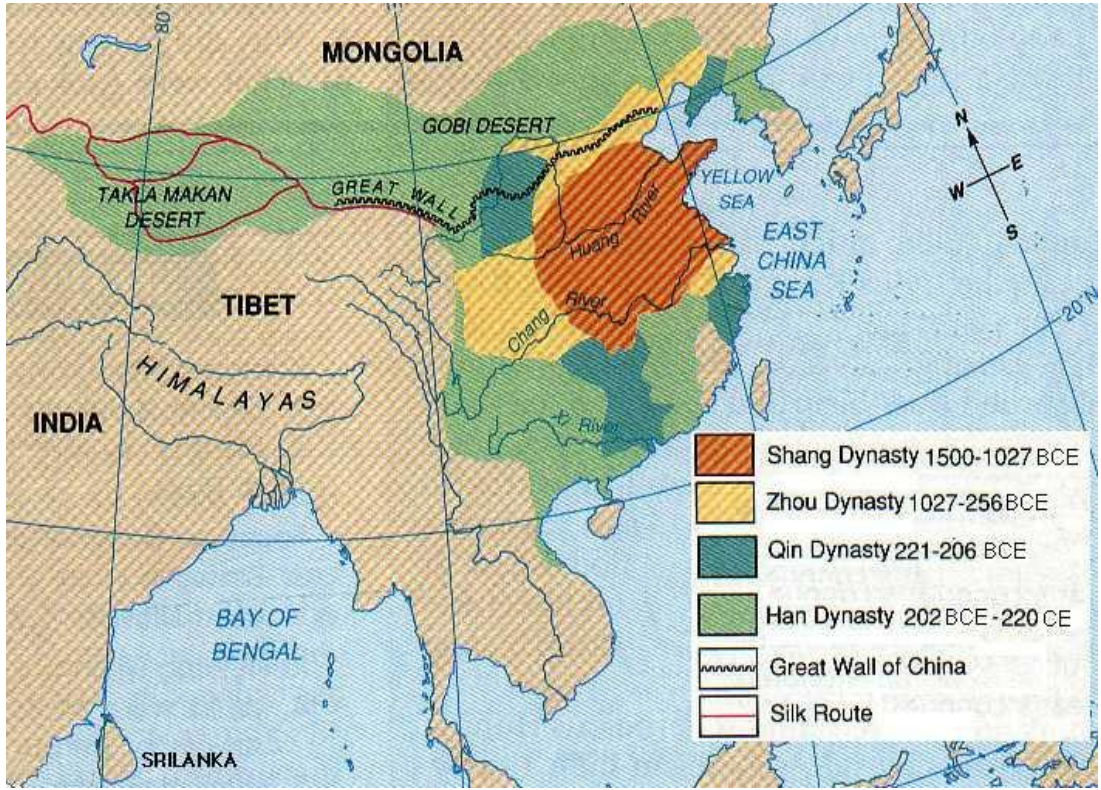 80°
MONGOLIA
GOBI DESERT
TAKLA MAKAN
DESERT
GREAT WALL
Huang
River
YELLOW
SEA
N
W
E
S
EAST
CHINA
SEA
TIBET
Chang
River
20°N
HIMALAYAS
INDIA
Xi
River
BAY OF
BENGAL
SRILANKA
Shang Dynasty 1500-1027 BCE
Zhou Dynasty 1027-256 BCE
Qin Dynasty 221-206 BCE
Han Dynasty 202 BCE - 220 CE
Great Wall of China
Silk Route